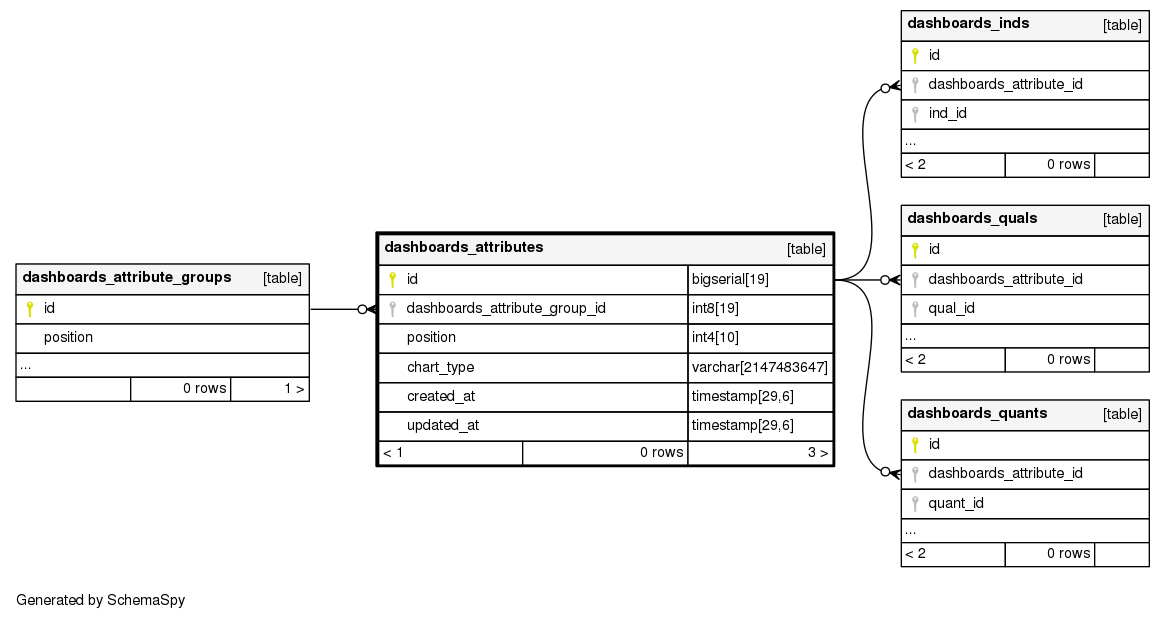 dashboards_inds [table]
id
dashboards_attribute_id
ind_id
...
< 2 0 rows
dashboards_quals [table]
id
dashboards_attribute_id
qual_id
...
< 2 0 rows
dashboards_attributes [table]
id bigserial[19]
dashboards_attribute_group_id int8[19]
position int4[10]
chart_type varchar[2147483647]
created_at timestamp[29,6]
updated_at timestamp[29,6]
< 1 0 rows 3 >
dashboards_attribute_groups [table]
id
position
...
0 rows 1 >
dashboards_quants [table]
id
dashboards_attribute_id
quant_id
...
< 2 0 rows
Generated by SchemaSpy